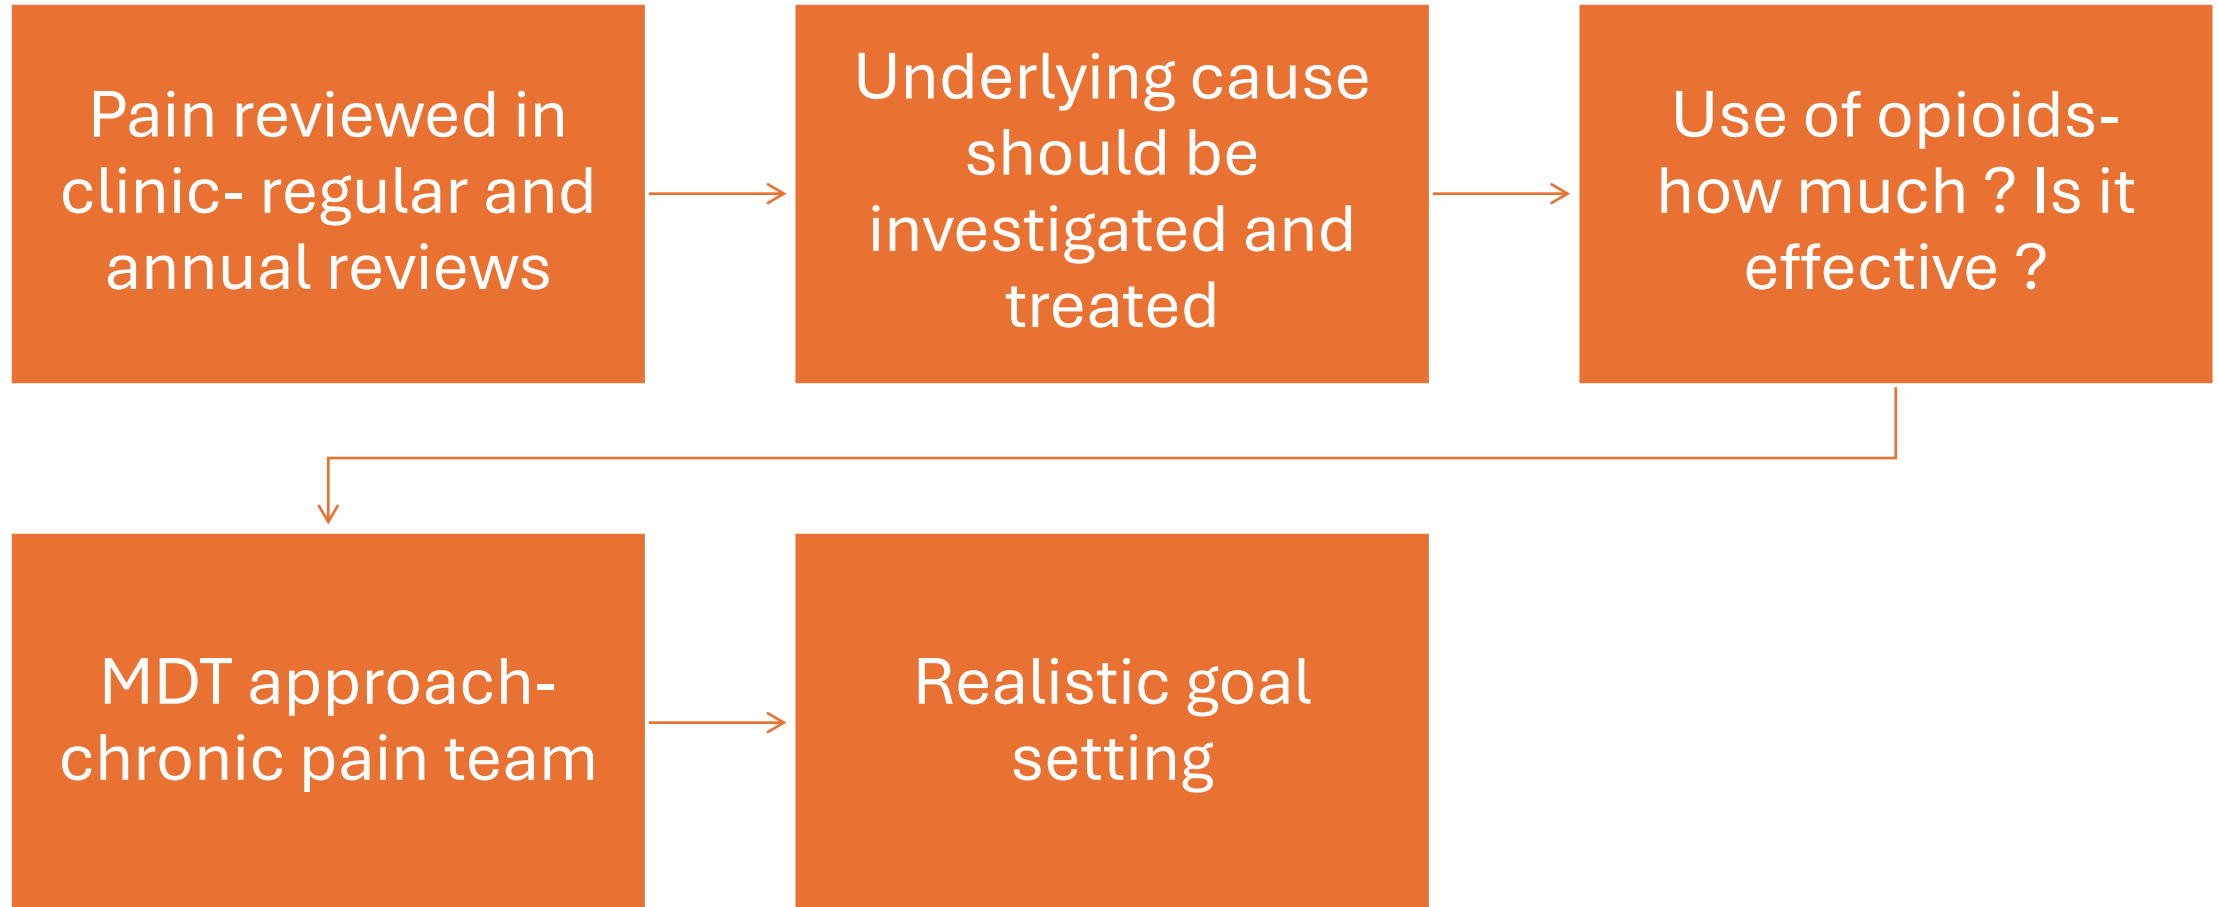 Pain reviewed in
clinic- regular and
annual reviews
Underlying cause
should be
investigated and
treated
Use of opioids-
how much ? Is it
effective ?
MDT approach-
chronic pain team
Realistic goal
setting